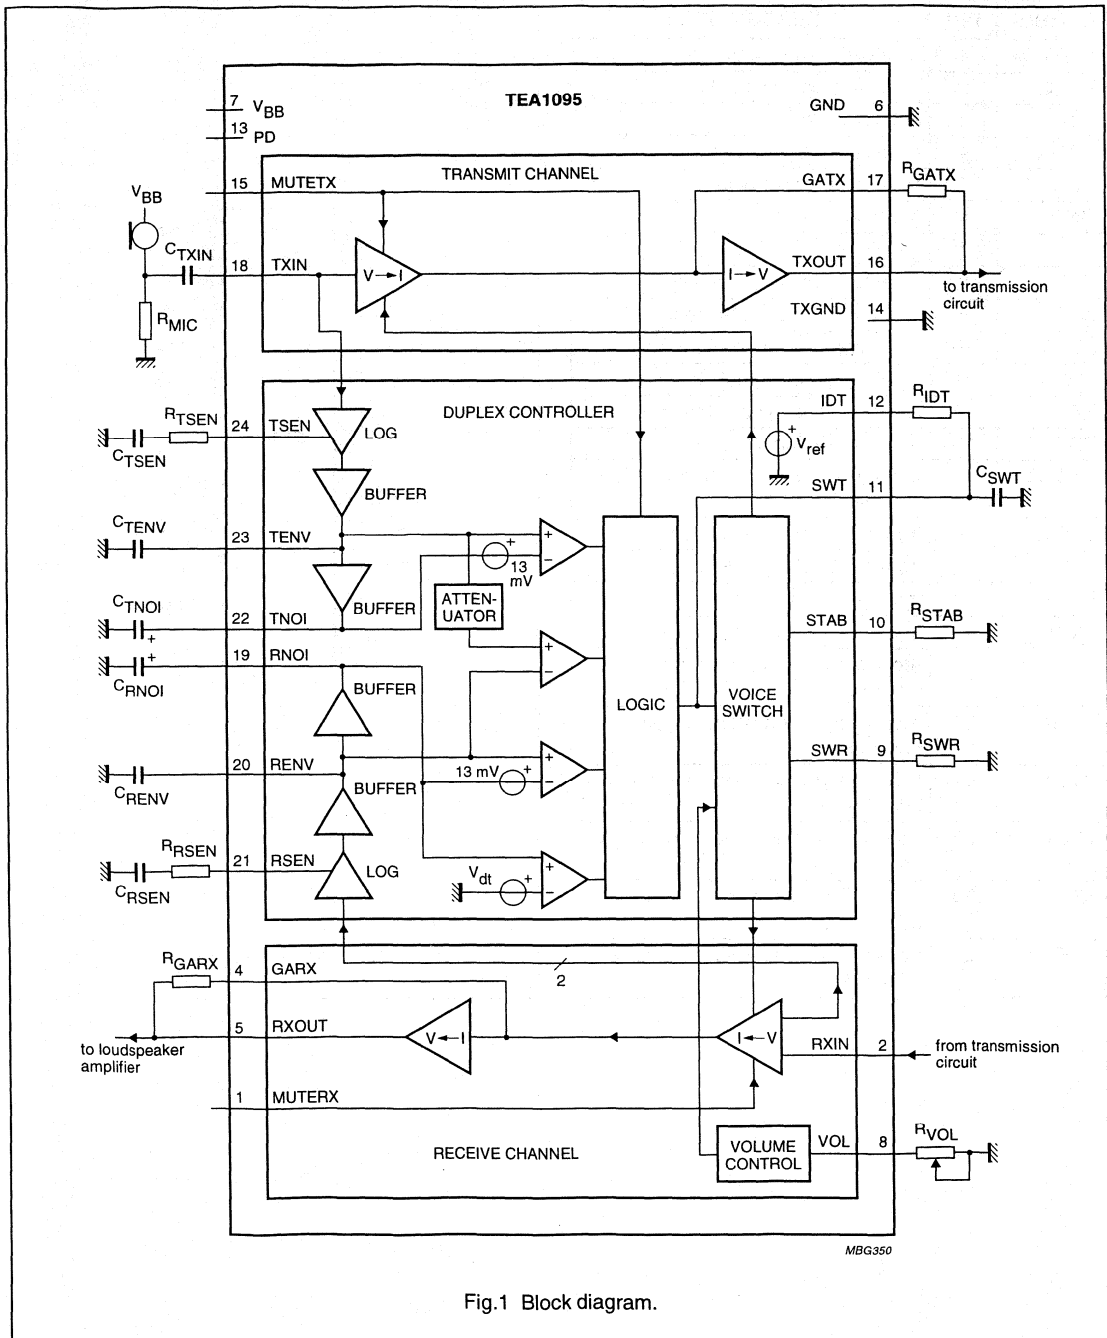 TEA1095
7 VBB
13 PD
GND 6
TRANSMIT CHANNEL
15 MUTETX
GATX 17 RGATX
VBB
CTXIN
18 TXIN
V→I
I→V
TXOUT 16
to transmission
circuit
TXGND 14
RMIC
DUPLEX CONTROLLER
IDT 12 RIDT
+
Vref
RTSEN
24 TSEN
LOG
CTSEN
CSWT
SWT 11
BUFFER
CTENV
23 TENV
+
−
+
13
mV
BUFFER
ATTEN-
UATOR
CTNOI
22 TNOI
+
STAB 10 RSTAB
+
−
19 RNOI
+
CRNOI
BUFFER
LOGIC
VOICE
SWITCH
SWR 9 RSWR
20 RENV
CRENV
BUFFER
13 mV
+
+
−
RRSEN
21 RSEN
LOG
CRSEN
Vdt
+
+
−
RGARX
4 GARX
2
5 RXOUT
V←I
I←V
to loudspeaker
amplifier
RXIN 2
from transmission
circuit
1 MUTERX
RECEIVE CHANNEL
VOLUME
CONTROL
VOL 8 RVOL
MBG350
Fig.1 Block diagram.